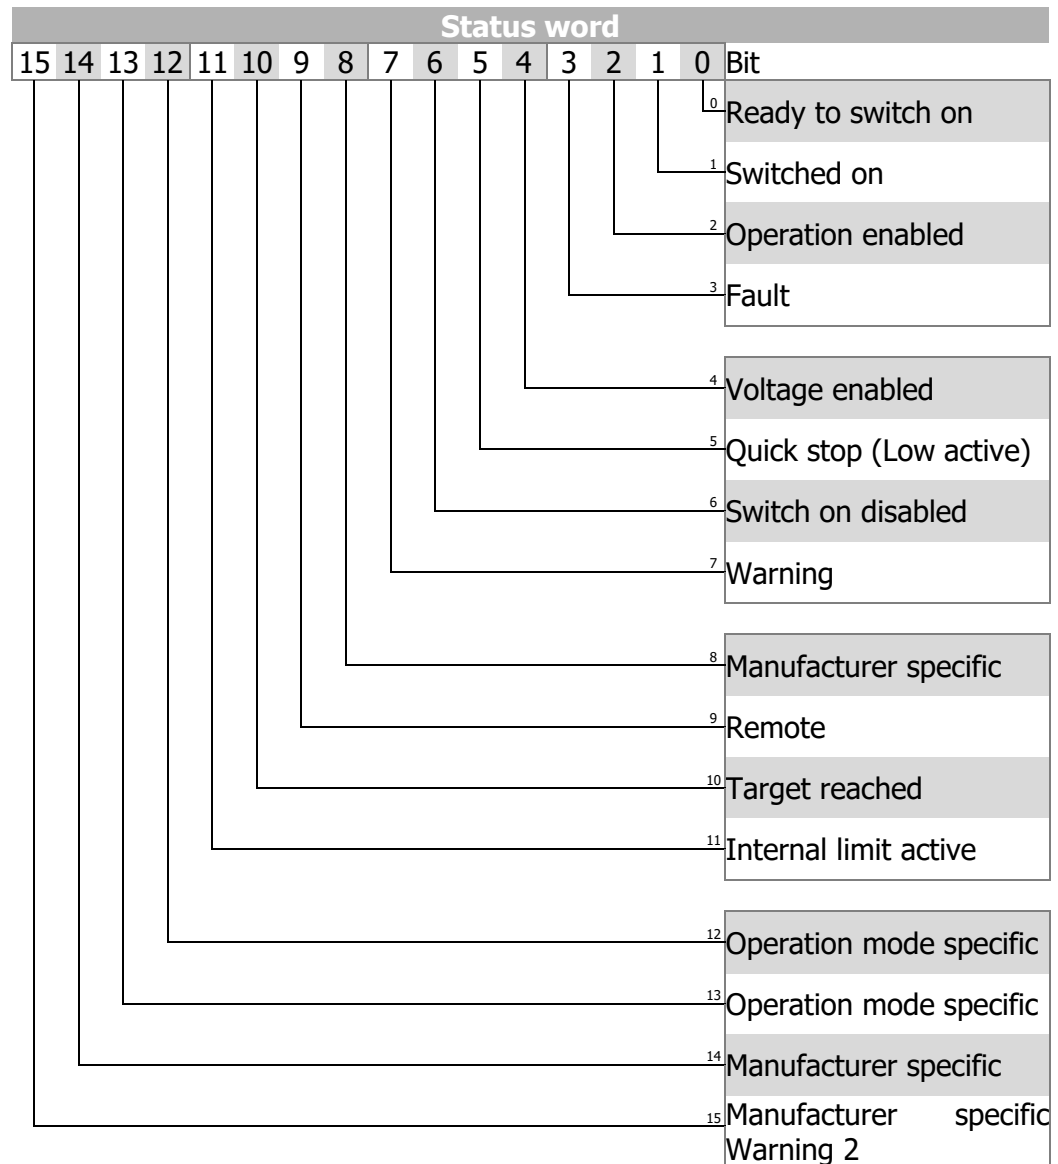 Status word
15 14 13 12 11 10 9 8 7 6 5 4 3 2 1 0 Bit
0 Ready to switch on
1 Switched on
2 Operation enabled
3 Fault
4 Voltage enabled
5 Quick stop (Low active)
6 Switch on disabled
7 Warning
8 Manufacturer specific
9 Remote
10 Target reached
11 Internal limit active
12 Operation mode specific
13 Operation mode specific
14 Manufacturer specific
15 Manufacturer specific
Warning 2